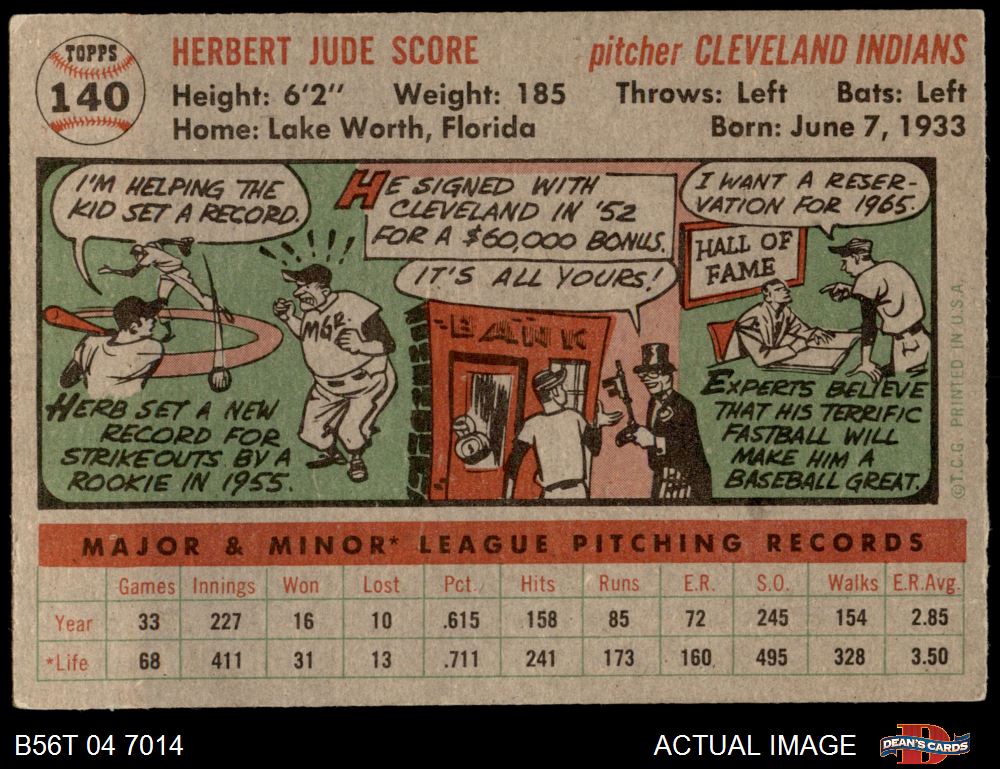 TOPPS
140
HERBERT JUDE SCORE
pitcher CLEVELAND INDIANS
Height: 6'2" Weight: 185 Throws: Left Bats: Left
Home: Lake Worth, Florida Born: June 7, 1933
I'M HELPING THE
KID SET A RECORD.
MGR.
HERB SET A NEW
RECORD FOR
STRIKEOUTS BY A
ROOKIE IN 1955.
HE SIGNED WITH
CLEVELAND IN '52
FOR A $60,000 BONUS.
IT'S ALL YOURS!
BANK
$
I WANT A RESER-
VATION FOR 1965.
HALL OF
FAME
EXPERTS BELIEVE
THAT HIS TERRIFIC
FASTBALL WILL
MAKE HIM A
BASEBALL GREAT.
©T.C.G. PRINTED IN U.S.A.
MAJOR & MINOR* LEAGUE PITCHING RECORDS
Games Innings Won Lost Pct. Hits Runs E.R. S.O. Walks E.R.Avg.
Year 33 227 16 10 .615 158 85 72 245 154 2.85
*Life 68 411 31 13 .711 241 173 160 495 328 3.50
B56T 04 7014
ACTUAL IMAGE
DEAN'S CARDS